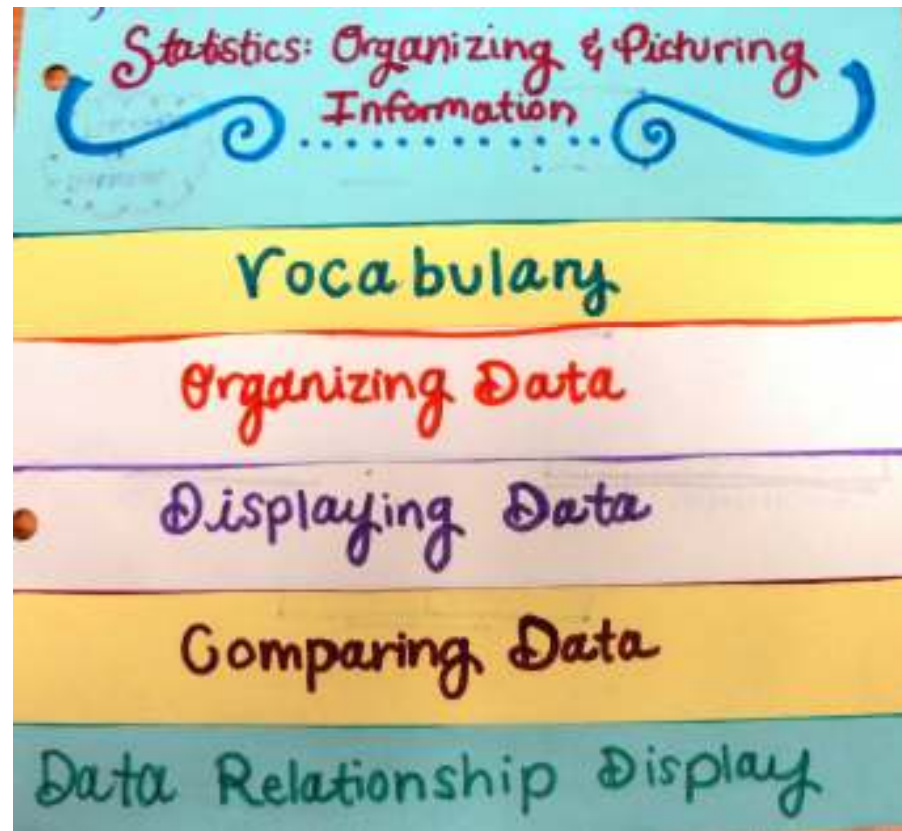 Statistics: Organizing & Picturing
Information
Vocabulary
Organizing Data
Displaying Data
Comparing Data
Data Relationship Display